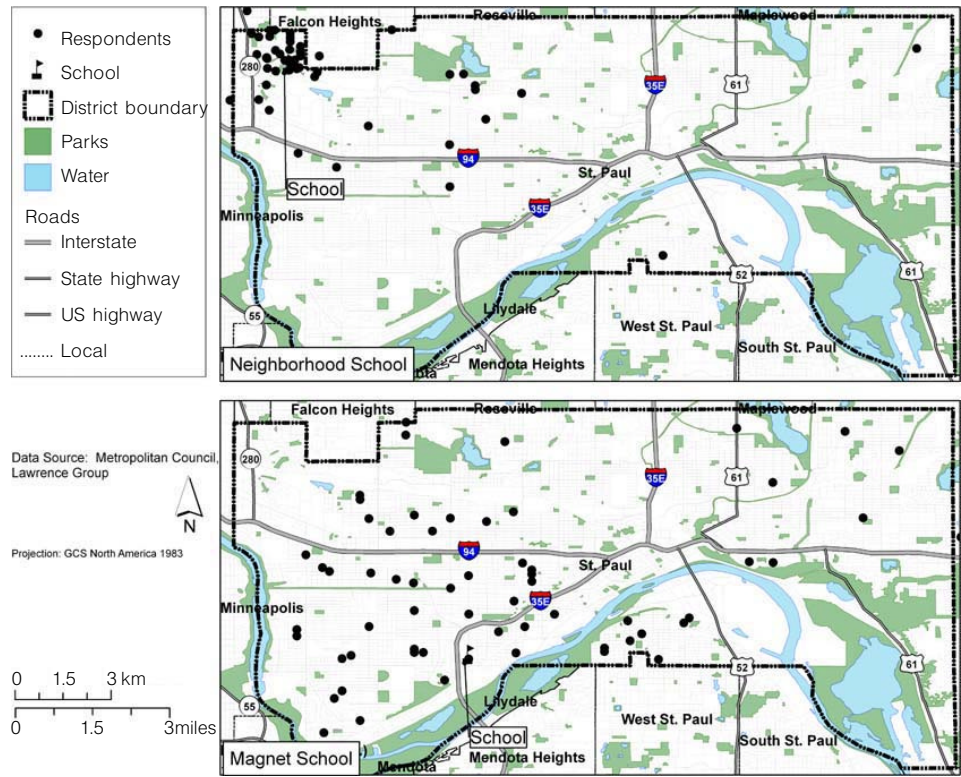 Respondents
School
District boundary
Parks
Water
Roads
Interstate
State highway
US highway
Local
Falcon Heights
Roseville
Maplewood
280
35E
61
94
St. Paul
School
Minneapolis
35E
52
61
55
Lilydale
West St. Paul
South St. Paul
Neighborhood School
Mendota Heights
ota
Data Source: Metropolitan Council,
Lawrence Group
N
Projection: GCS North America 1983
0 1.5 3 km
0 1.5 3miles
Falcon Heights
Roseville
Maplewood
280
35E
61
94
St. Paul
Minneapolis
35E
52
61
55
Lilydale
West St. Paul
School
South St. Paul
Magnet School
Mendota
Mendota Heights